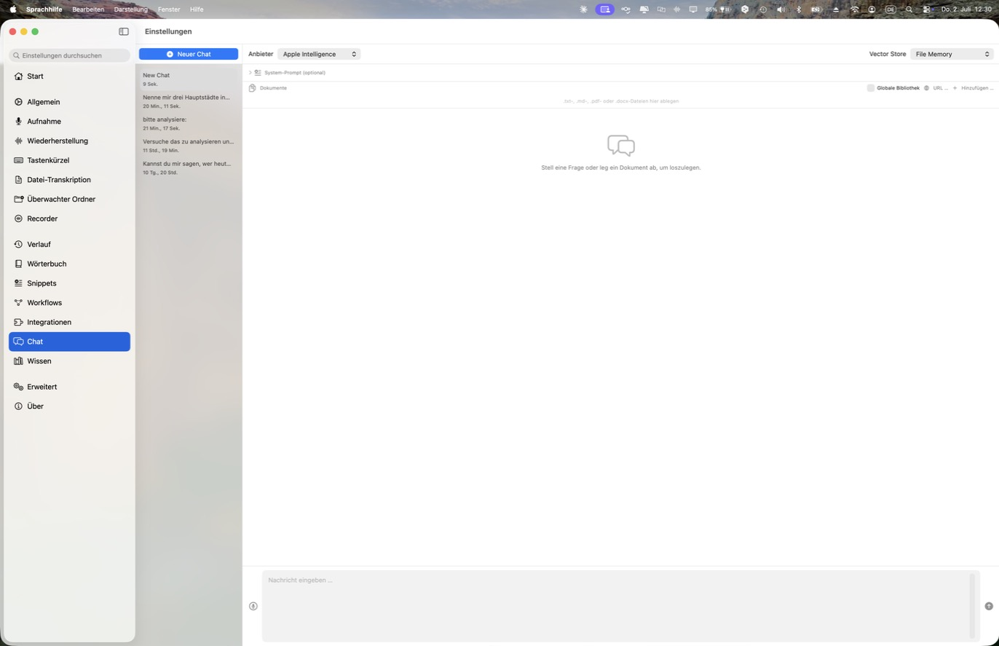 Sprachhilfe Bearbeiten Darstellung Fenster Hilfe 85% DE Do. 2. Juli 12:30
Einstellungen
Einstellungen durchsuchen
Start
Allgemein
Aufnahme
Wiederherstellung
Tastenkürzel
Datei-Transkription
Überwachter Ordner
Recorder
Verlauf
Wörterbuch
Snippets
Workflows
Integrationen
Chat
Wissen
Erweitert
Über
Neuer Chat
New Chat
9 Sek.
Nenne mir drei Hauptstädte in...
20 Min., 11 Sek.
bitte analysiere:
21 Min., 17 Sek.
Versuche das zu analysieren un...
11 Std., 19 Min.
Kannst du mir sagen, wer heut...
10 Tg., 20 Std.
Anbieter Apple Intelligence Vector Store File Memory
System-Prompt (optional)
Dokumente Globale Bibliothek URL ... + Hinzufügen ...
.txt-, .md-, .pdf- oder .docx-Dateien hier ablegen
Stell eine Frage oder leg ein Dokument ab, um loszulegen.
Nachricht eingeben ...